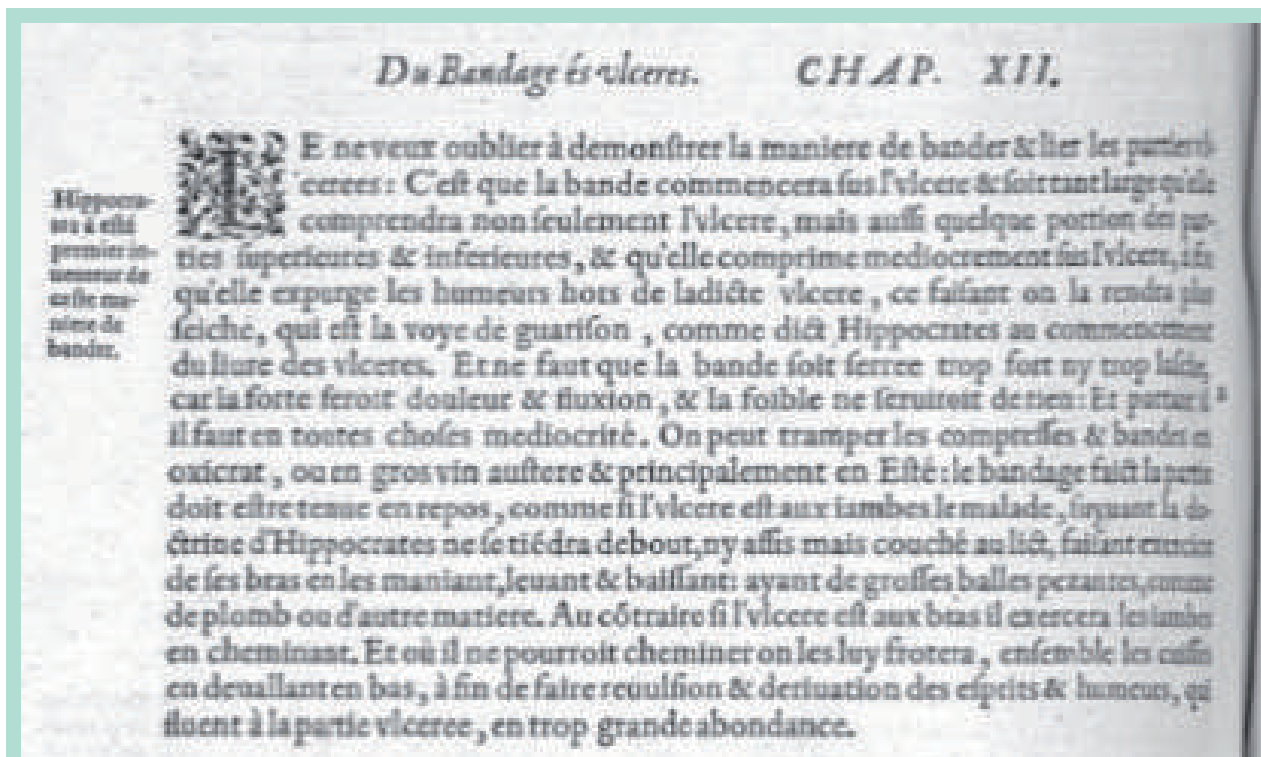 Du Bandage és vlceres. CHAP. XII.
Hippocra-
tes a esté
premier in-
uenteur de
ceste ma-
niere de
bander.
IE ne veux oublier à demonſtrer la maniere de bander & lier les parties vl-
cerees : C'eſt que la bande commencera ſus l'vlcere & ſoit tant large qu'elle
comprendra non ſeulement l'vlcere, mais auſſi quelque portion des par-
ties ſuperieures & inferieures, & qu'elle comprime mediocrement ſus l'vlcere, à fin
qu'elle expurge les humeurs hors de ladicte vlcere, ce faiſant on la rendra plus
ſeiche, qui eſt la voye de guariſon, comme dict Hippocrates au commencement
du liure des vlceres. Et ne faut que la bande ſoit ſerree trop fort ny trop laſche,
car la forte feroit douleur & fluxion, & la foible ne ſeruiroit de rien : Et partant
il faut en toutes choſes mediocrité. On peut tramper les compreſſes & bandes en
oxicrat, ou en gros vin auſtere & principalement en Eſté : le bandage faict la partie
doit eſtre tenue en repos, comme ſi l'vlcere eſt aux iambes le malade, ſuyuant la do-
ctrine d'Hippocrates ne ſe tiédra debout, ny aſſis mais couché au lict, faiſant exercice
de ſes bras en les maniant, leuant & baiſſant : ayant de groſſes balles pezantes, comme
de plomb ou d'autre matiere. Au côtraire ſi l'vlcere eſt aux bras il exercera les iambes
en cheminant. Et où il ne pourroit cheminer on les luy frotera, enſemble les cuiſſes
en deuallant en bas, à fin de faire reuulſion & deriuation des eſprits & humeurs, qui
fluent à la partie vlceree, en trop grande abondance.